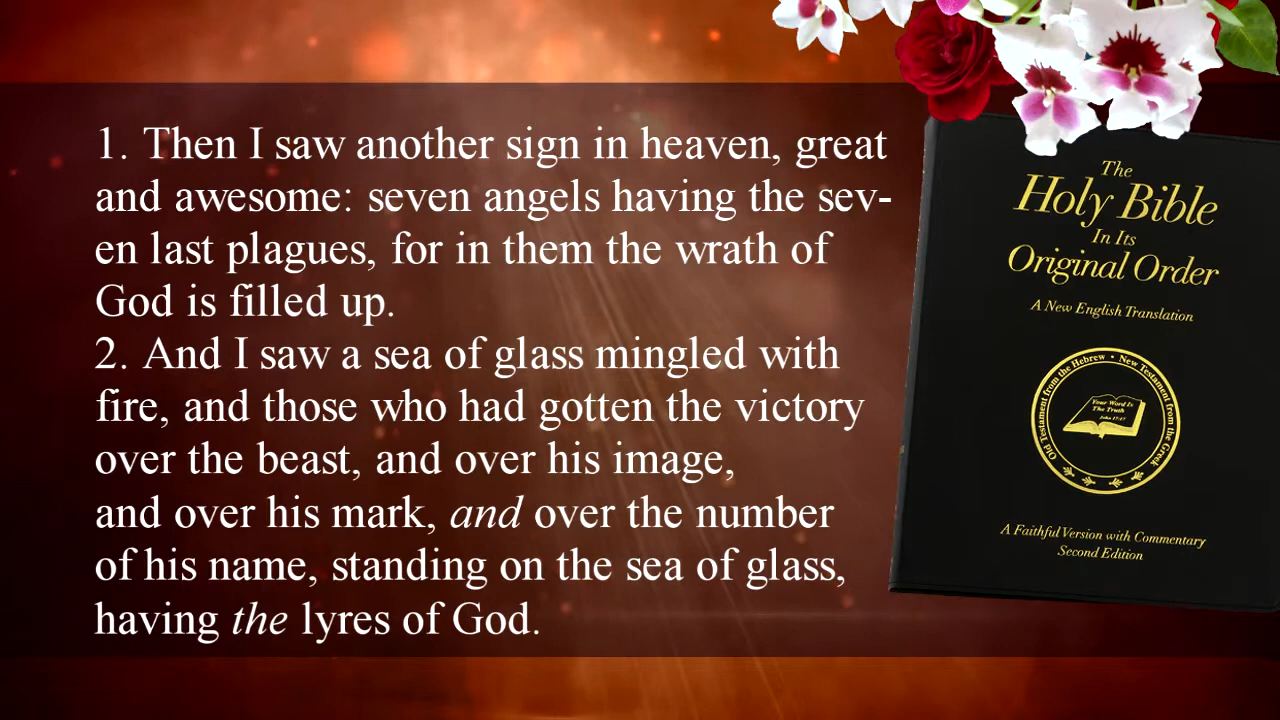 1. Then I saw another sign in heaven, great
and awesome: seven angels having the sev-
en last plagues, for in them the wrath of
God is filled up.
2. And I saw a sea of glass mingled with
fire, and those who had gotten the victory
over the beast, and over his image,
and over his mark, and over the number
of his name, standing on the sea of glass,
having the lyres of God.
The
Holy Bible
In Its
Original Order
A New English Translation
Old Testament from the Hebrew • New Testament from the Greek
Your Word Is
The Truth
John 17:17
A Faithful Version with Commentary
Second Edition